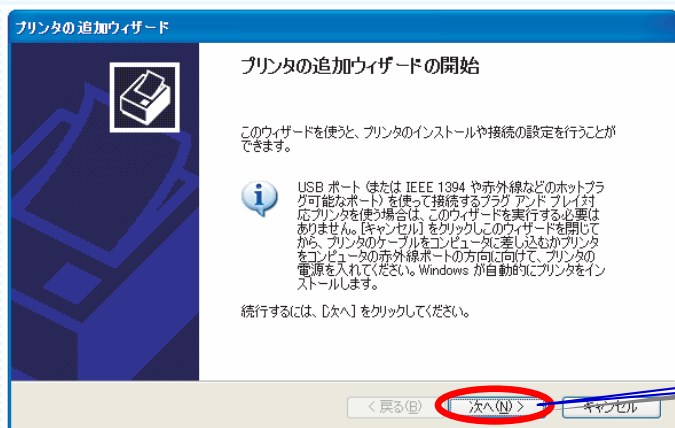 プリンタの追加ウィザード
プリンタの追加ウィザードの開始
このウィザードを使うと、プリンタのインストールや接続の設定を行うことが
できます。
USB ポート (または IEEE 1394 や赤外線などのホットプラ
グ可能なポート) を使って接続するプラグ アンド プレイ対
応プリンタを使う場合は、このウィザードを実行する必要は
ありません。[キャンセル] をクリックしこのウィザードを閉じて
から、プリンタのケーブルをコンピュータに差し込むかプリンタ
をコンピュータの赤外線ポートの方向に向けて、プリンタの
電源を入れてください。Windows が自動的にプリンタをイン
ストールします。
続行するには、[次へ] をクリックしてください。
< 戻る(B) 次へ(N) > キャンセル